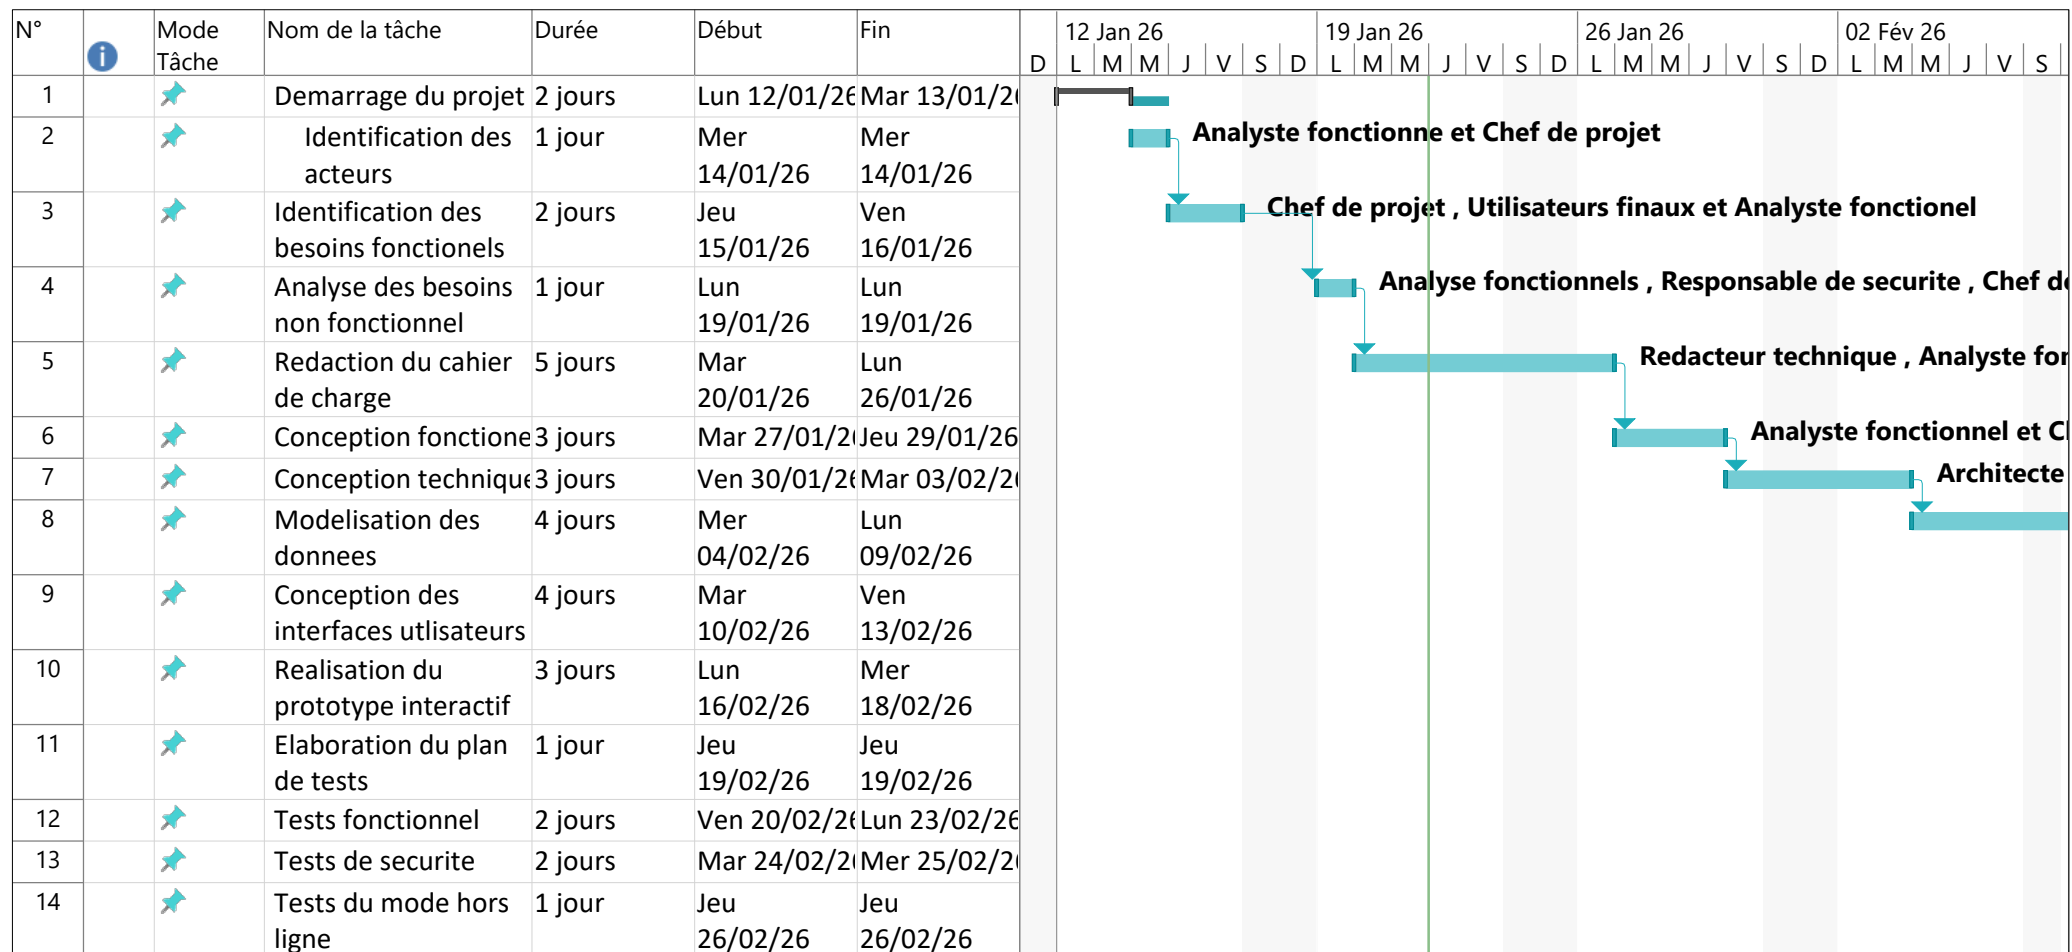 N° Mode Nom de la tâche Durée Début Fin 12 Jan 26 19 Jan 26 26 Jan 26 02 Fév 26
i Tâche D L M M J V S D L M M J V S D L M M J V S D L M M J V S
1 Demarrage du projet 2 jours Lun 12/01/26 Mar 13/01/26
2 Identification des 1 jour Mer Mer Analyste fonctionne et Chef de projet
acteurs 14/01/26 14/01/26
3 Identification des 2 jours Jeu Ven Chef de projet , Utilisateurs finaux et Analyste fonctionel
besoins fonctionels 15/01/26 16/01/26
4 Analyse des besoins 1 jour Lun Lun Analyse fonctionnels , Responsable de securite , Chef de
non fonctionnel 19/01/26 19/01/26
5 Redaction du cahier 5 jours Mar Lun Redacteur technique , Analyste fon
de charge 20/01/26 26/01/26
6 Conception fonctione 3 jours Mar 27/01/26 Jeu 29/01/26 Analyste fonctionnel et Ch
7 Conception technique 3 jours Ven 30/01/26 Mar 03/02/26 Architecte
8 Modelisation des 4 jours Mer Lun
donnees 04/02/26 09/02/26
9 Conception des 4 jours Mar Ven
interfaces utlisateurs 10/02/26 13/02/26
10 Realisation du 3 jours Lun Mer
prototype interactif 16/02/26 18/02/26
11 Elaboration du plan 1 jour Jeu Jeu
de tests 19/02/26 19/02/26
12 Tests fonctionnel 2 jours Ven 20/02/26 Lun 23/02/26
13 Tests de securite 2 jours Mar 24/02/26 Mer 25/02/26
14 Tests du mode hors 1 jour Jeu Jeu
ligne 26/02/26 26/02/26